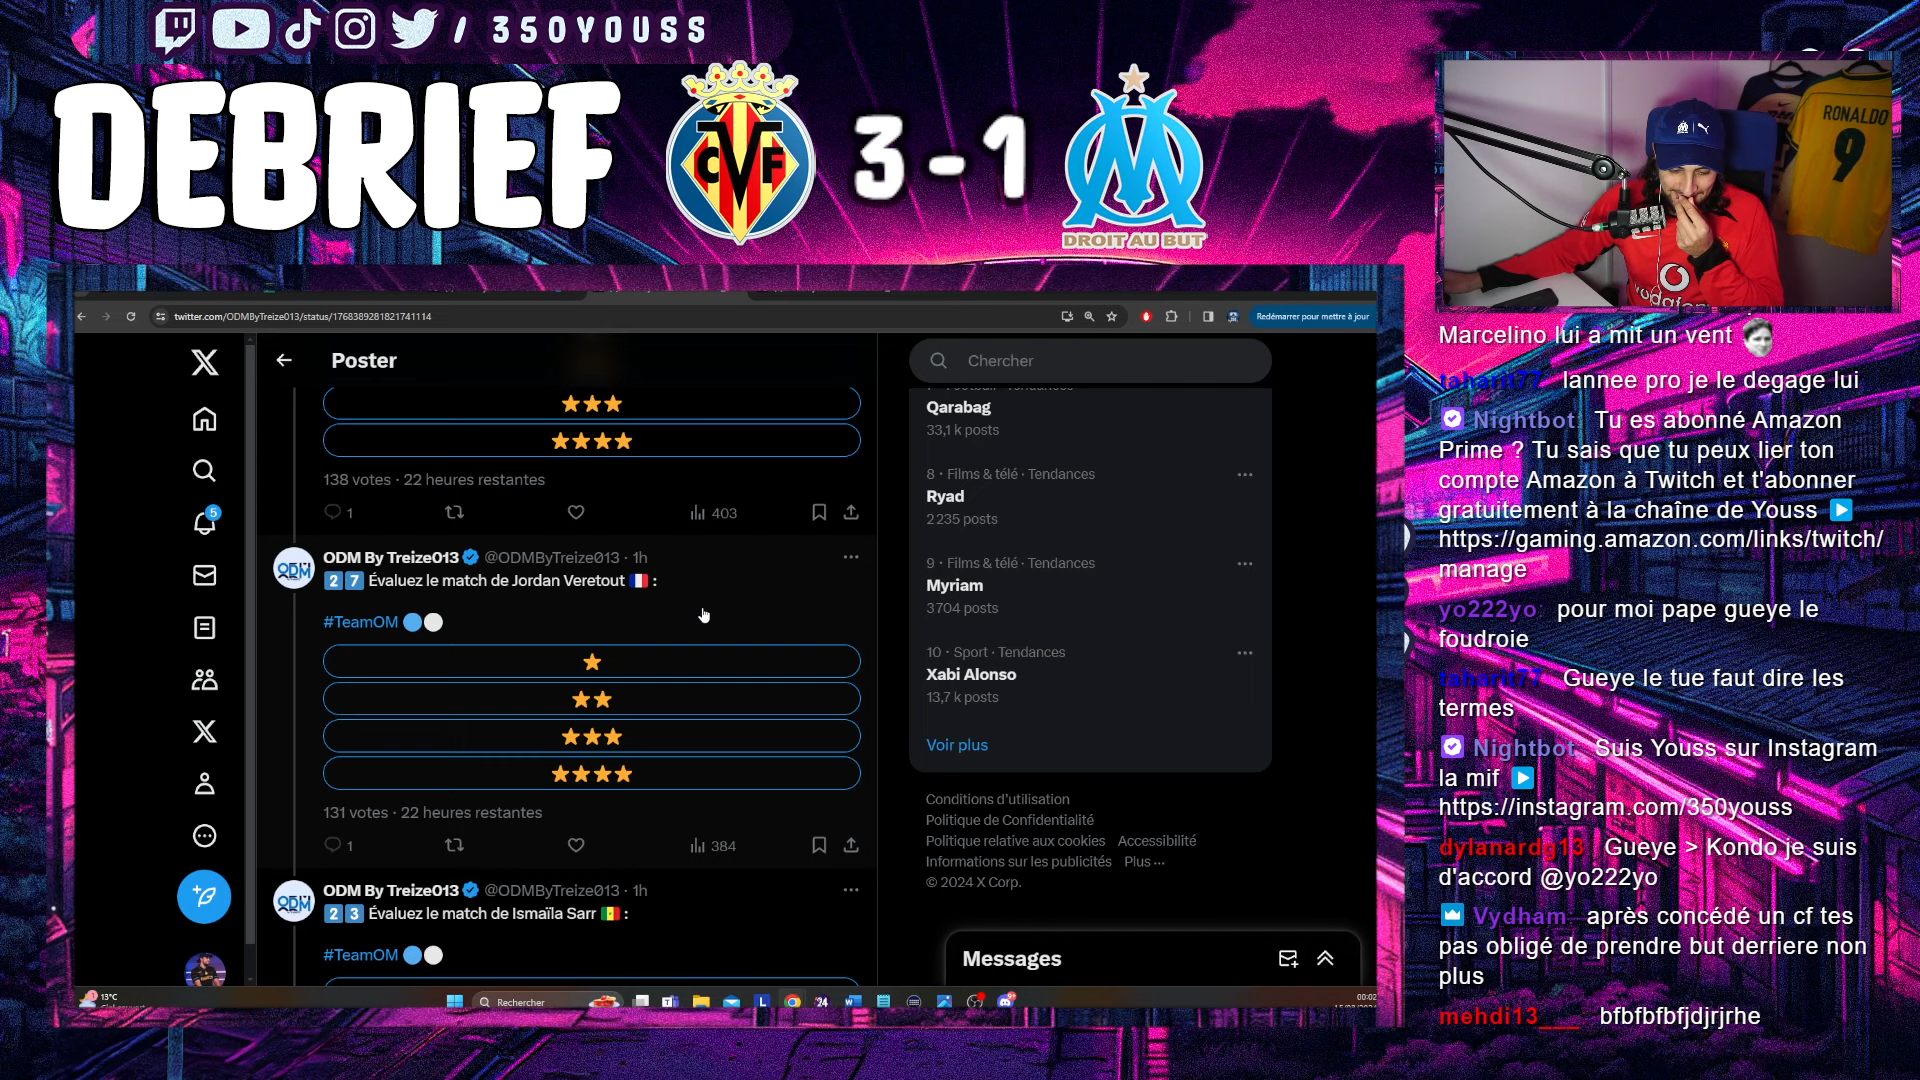 / 350YOUSS
DEBRIEF
CVF
3-1
DROIT AU BUT
RONALDO
9
vodafone
twitter.com/ODMByTreize013/status/1768389281821741114
Redémarrer pour mettre à jour
Poster
Chercher
⭐⭐⭐
⭐⭐⭐⭐
138 votes · 22 heures restantes
1
403
ODM By Treize013 @ODMByTreize013 · 1h
27 Évaluez le match de Jordan Veretout 🇫🇷 :
#TeamOM 🔵⚪
⭐
⭐⭐
⭐⭐⭐
⭐⭐⭐⭐
131 votes · 22 heures restantes
1
384
ODM By Treize013 @ODMByTreize013 · 1h
23 Évaluez le match de Ismaïla Sarr 🇸🇳 :
#TeamOM 🔵⚪
5
Qarabag
33,1 k posts
8 · Films & télé · Tendances
Ryad
2 235 posts
9 · Films & télé · Tendances
Myriam
3 704 posts
10 · Sport · Tendances
Xabi Alonso
13,7 k posts
Voir plus
Conditions d'utilisation
Politique de Confidentialité
Politique relative aux cookies Accessibilité
Informations sur les publicités Plus ···
© 2024 X Corp.
Messages
13°C
Rechercher
00:02
Marcelino lui a mit un vent
taharit77 lannee pro je le degage lui
Nightbot Tu es abonné Amazon
Prime ? Tu sais que tu peux lier ton
compte Amazon à Twitch et t'abonner
gratuitement à la chaîne de Youss
https://gaming.amazon.com/links/twitch/
manage
yo222yo pour moi pape gueye le
foudroie
taharit77 Gueye le tue faut dire les
termes
Nightbot Suis Youss sur Instagram
la mif
https://instagram.com/350youss
dylanardg13 Gueye > Kondo je suis
d'accord @yo222yo
Vydham après concédé un cf tes
pas obligé de prendre but derriere non
plus
mehdi13___ bfbfbfbfjdjrjrhe